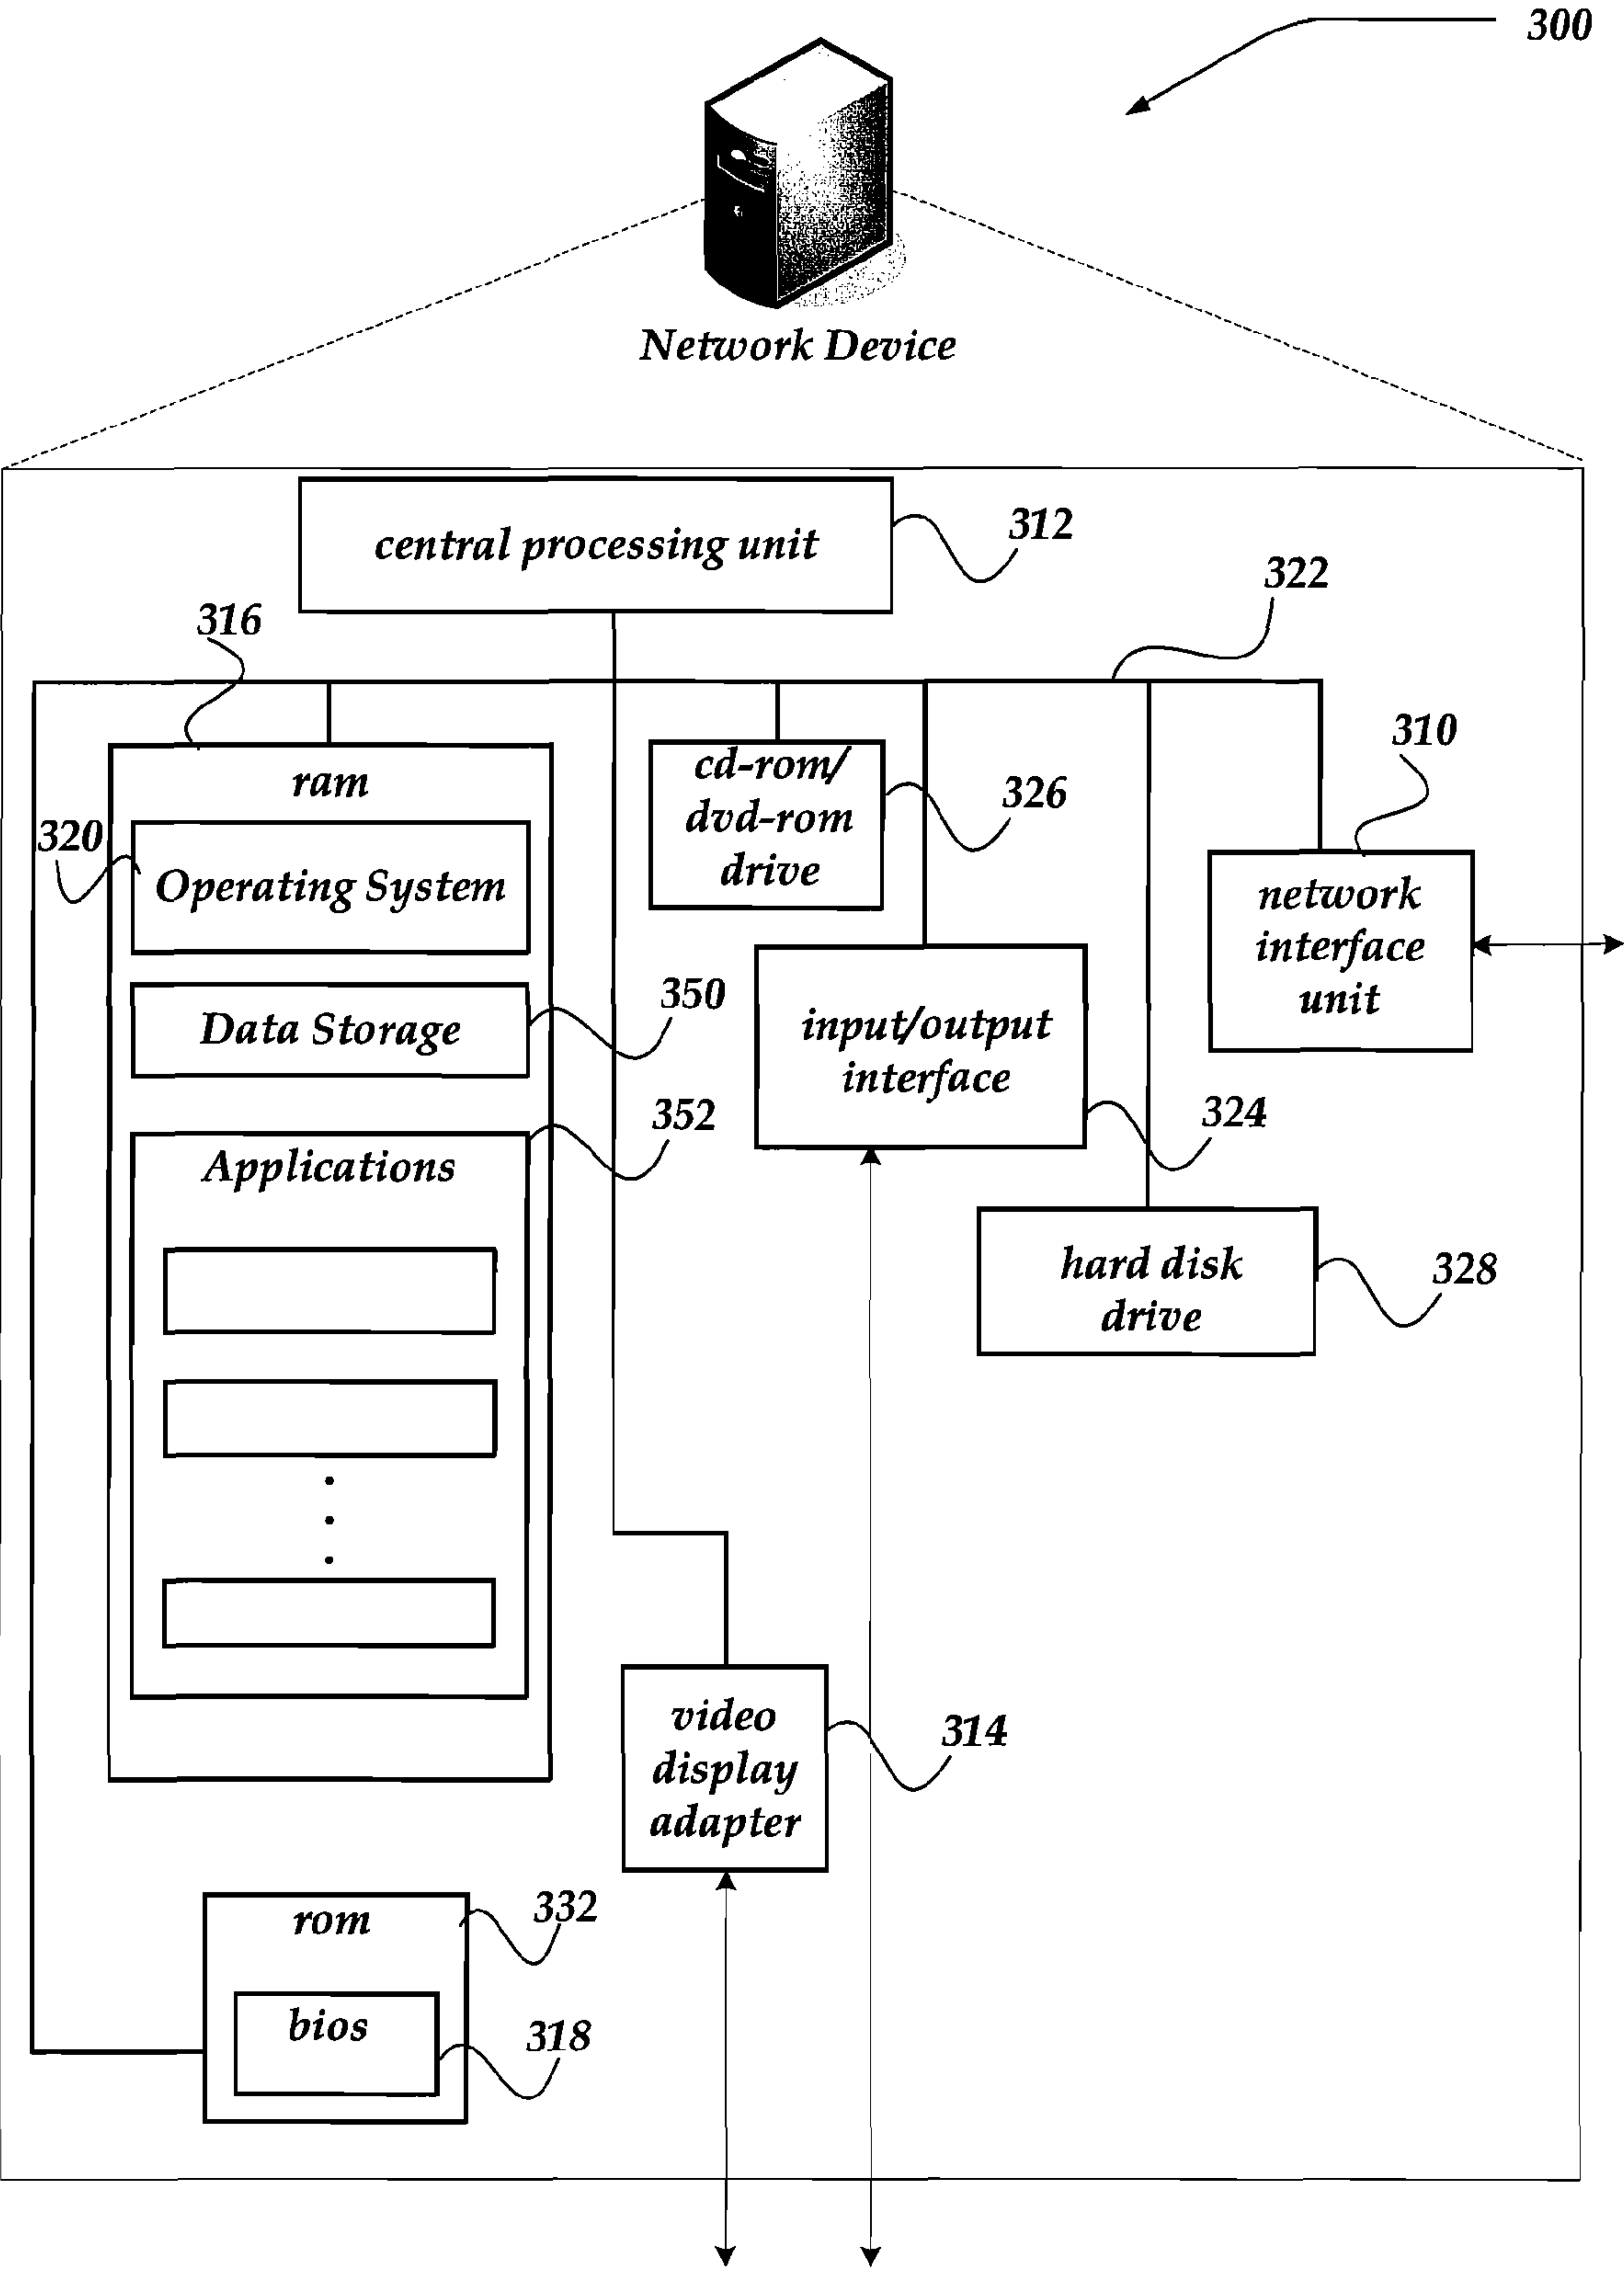 300
Network Device
central processing unit
312
322
316
310
ram
cd-rom/
dvd-rom
drive
326
320
Operating System
network
interface
unit
350
Data Storage
input/output
interface
352
324
Applications
hard disk
drive
328
video
display
adapter
314
rom
332
bios
318